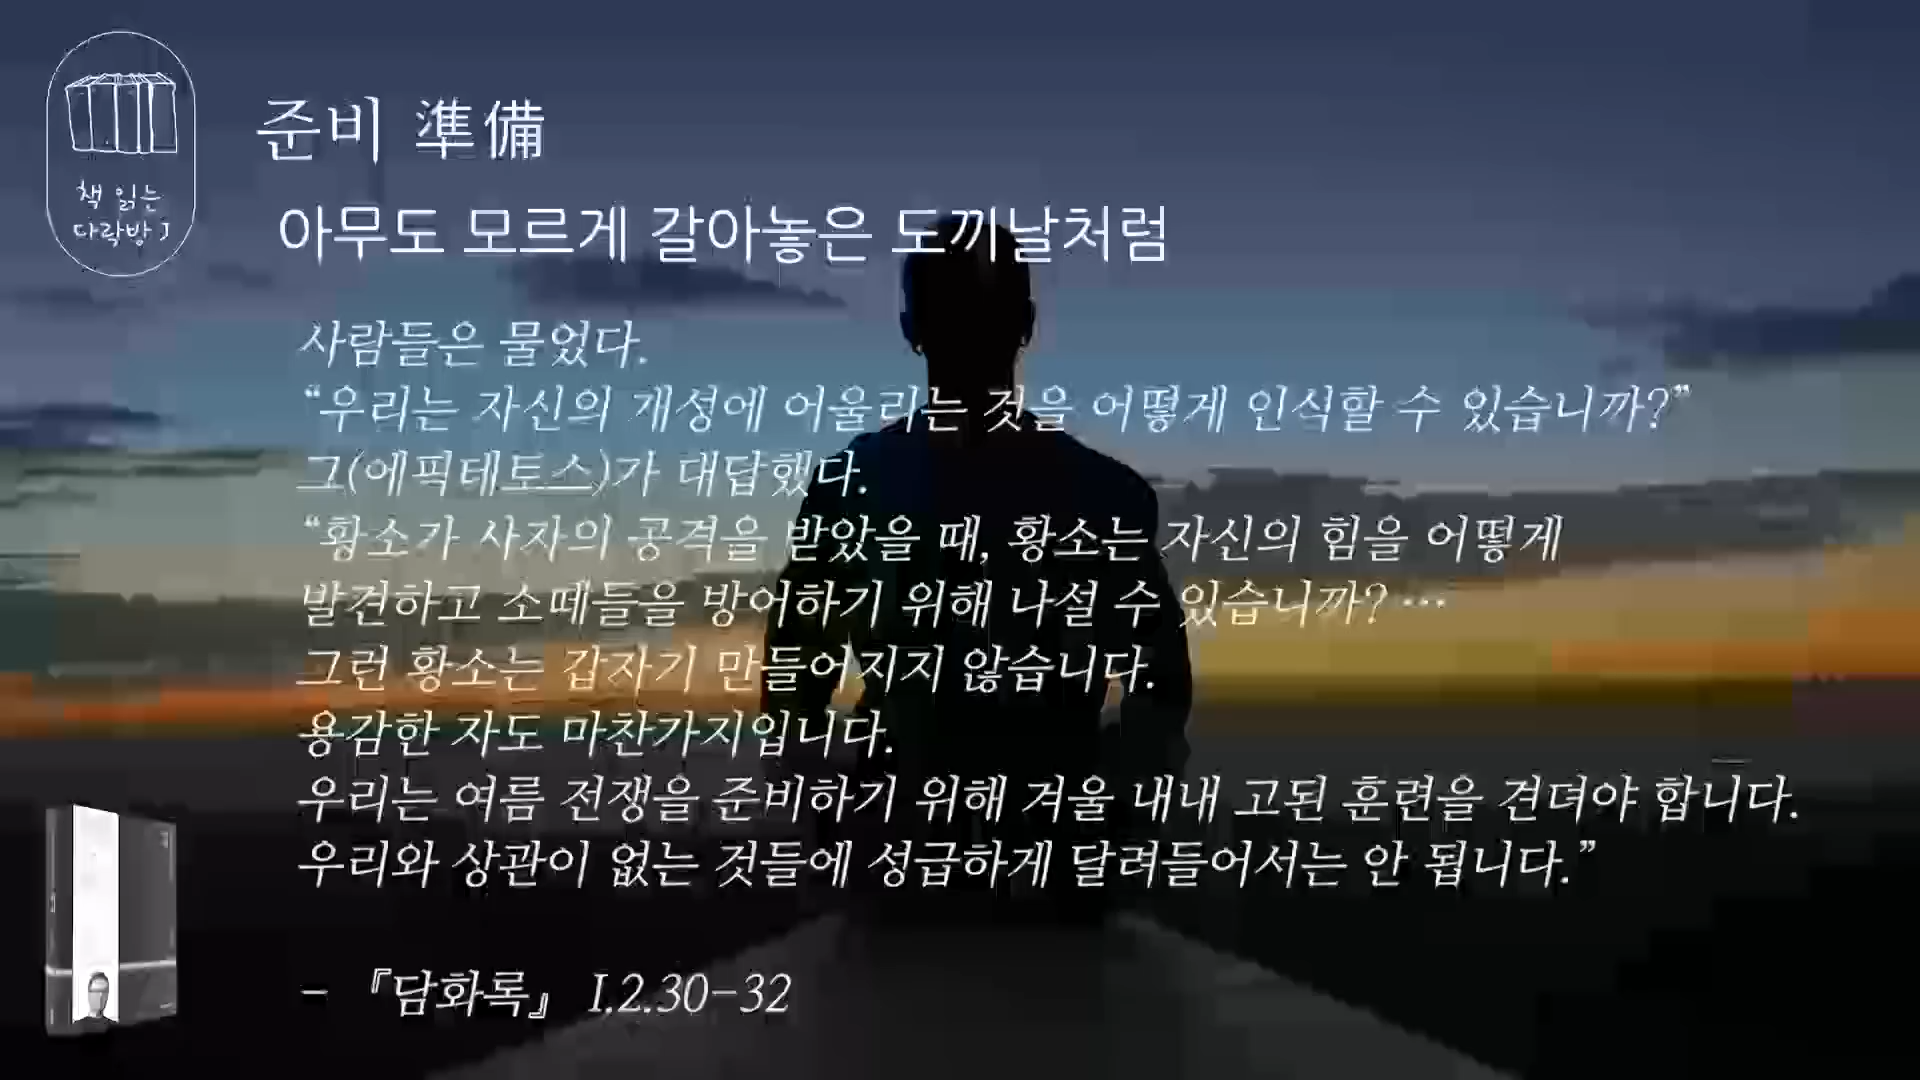 책 읽는
다락방 J
준비 準備
아무도 모르게 갈아놓은 도끼날처럼
사람들은 물었다.
“우리는 자신의 개성에 어울리는 것을 어떻게 인식할 수 있습니까?”
그(에픽테토스)가 대답했다.
“황소가 사자의 공격을 받았을 때, 황소는 자신의 힘을 어떻게
발견하고 소떼들을 방어하기 위해 나설 수 있습니까? …
그런 황소는 갑자기 만들어지지 않습니다.
용감한 자도 마찬가지입니다.
우리는 여름 전쟁을 준비하기 위해 겨울 내내 고된 훈련을 견뎌야 합니다.
우리와 상관이 없는 것들에 성급하게 달려들어서는 안 됩니다.”
- 『담화록』 I.2.30-32